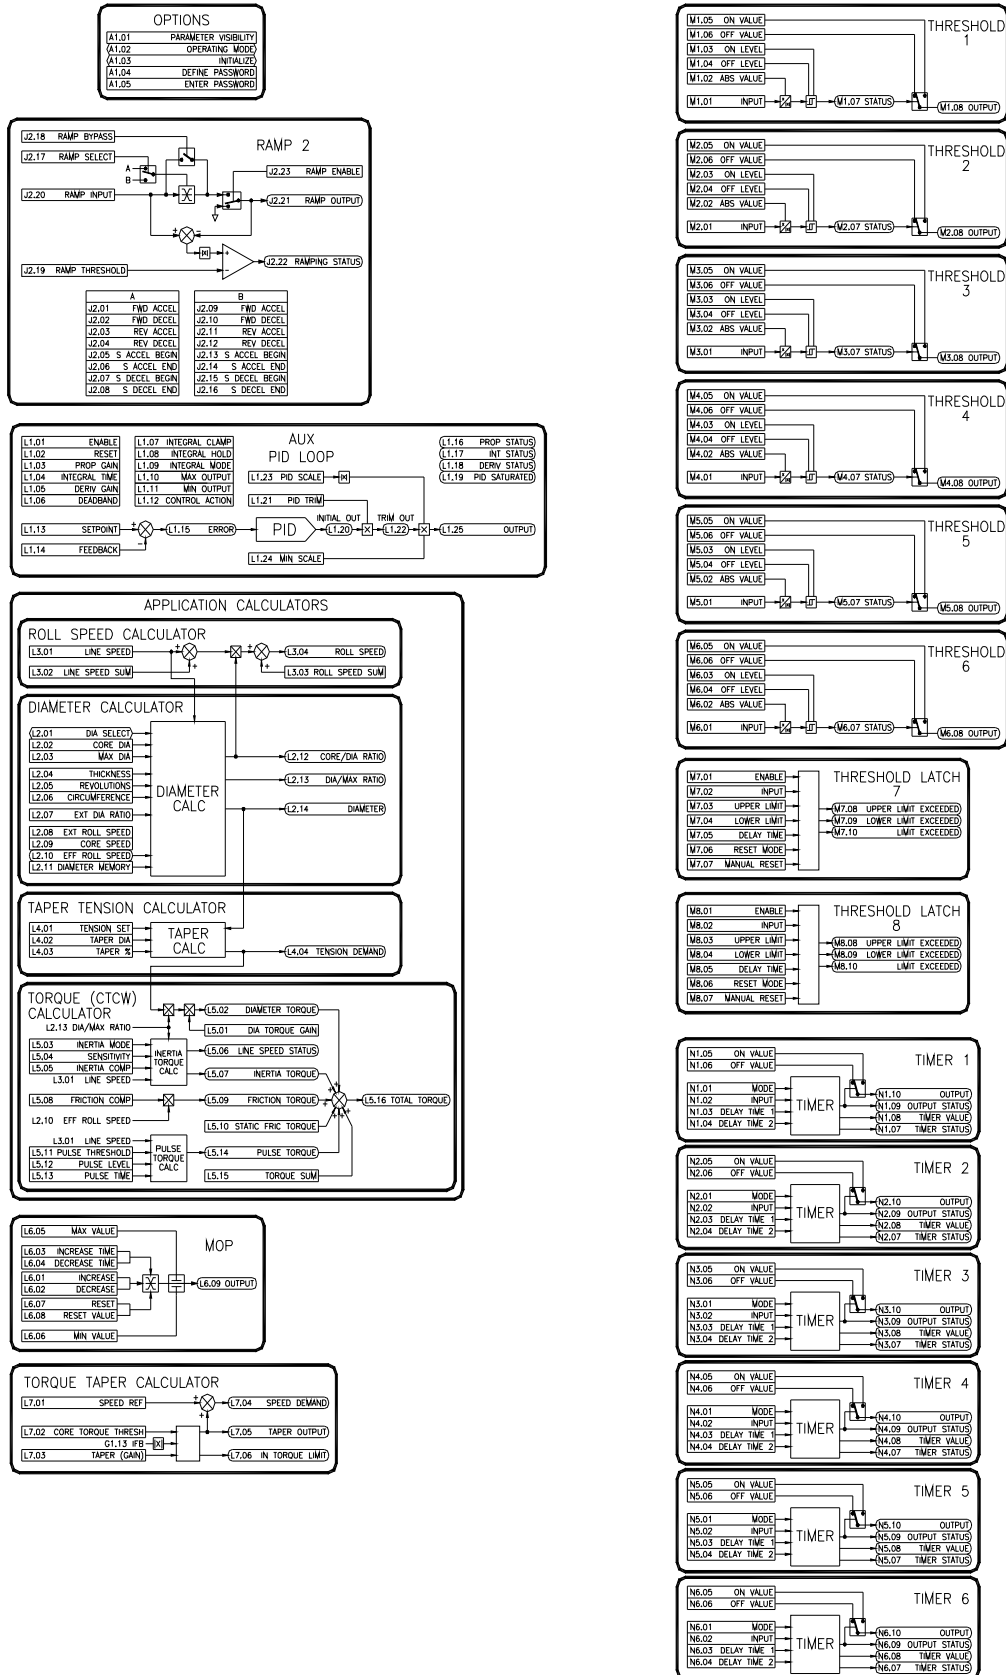 OPTIONS
A1.01 PARAMETER VISIBILITY
A1.02 OPERATING MODE
A1.03 INITIALIZE
A1.04 DEFINE PASSWORD
A1.05 ENTER PASSWORD
RAMP 2
J2.18 RAMP BYPASS
J2.17 RAMP SELECT
A
B
J2.23 RAMP ENABLE
J2.20 RAMP INPUT
J2.21 RAMP OUTPUT
J2.22 RAMPING STATUS
J2.19 RAMP THRESHOLD
A
J2.01 FWD ACCEL
J2.02 FWD DECEL
J2.03 REV ACCEL
J2.04 REV DECEL
J2.05 S ACCEL BEGIN
J2.06 S ACCEL END
J2.07 S DECEL BEGIN
J2.08 S DECEL END
B
J2.09 FWD ACCEL
J2.10 FWD DECEL
J2.11 REV ACCEL
J2.12 REV DECEL
J2.13 S ACCEL BEGIN
J2.14 S ACCEL END
J2.15 S DECEL BEGIN
J2.16 S DECEL END
AUX
PID LOOP
L1.01 ENABLE
L1.02 RESET
L1.03 PROP GAIN
L1.04 INTEGRAL TIME
L1.05 DERIV GAIN
L1.06 DEADBAND
L1.07 INTEGRAL CLAMP
L1.08 INTEGRAL HOLD
L1.09 INTEGRAL MODE
L1.10 MAX OUTPUT
L1.11 MIN OUTPUT
L1.12 CONTROL ACTION
L1.16 PROP STATUS
L1.17 INT STATUS
L1.18 DERIV STATUS
L1.19 PID SATURATED
L1.23 PID SCALE
L1.21 PID TRIM
L1.13 SETPOINT
L1.15 ERROR
PID
INITIAL OUT
L1.20
TRIM OUT
L1.22
L1.25 OUTPUT
L1.14 FEEDBACK
L1.24 MIN SCALE
APPLICATION CALCULATORS
ROLL SPEED CALCULATOR
L3.01 LINE SPEED
L3.02 LINE SPEED SUM
L3.04 ROLL SPEED
L3.03 ROLL SPEED SUM
DIAMETER CALCULATOR
L2.01 DIA SELECT
L2.02 CORE DIA
L2.03 MAX DIA
L2.04 THICKNESS
L2.05 REVOLUTIONS
L2.06 CIRCUMFERENCE
L2.07 EXT DIA RATIO
L2.08 EXT ROLL SPEED
L2.09 CORE SPEED
L2.10 EFF ROLL SPEED
L2.11 DIAMETER MEMORY
DIAMETER
CALC
L2.12 CORE/DIA RATIO
L2.13 DIA/MAX RATIO
L2.14 DIAMETER
TAPER TENSION CALCULATOR
L4.01 TENSION SET
L4.02 TAPER DIA
L4.03 TAPER %
TAPER
CALC
L4.04 TENSION DEMAND
TORQUE (CTCW)
CALCULATOR
L2.13 DIA/MAX RATIO
L5.03 INERTIA MODE
L5.04 SENSITIVITY
L5.05 INERTIA COMP
L3.01 LINE SPEED
INERTIA
TORQUE
CALC
L5.02 DIAMETER TORQUE
L5.01 DIA TORQUE GAIN
L5.06 LINE SPEED STATUS
L5.07 INERTIA TORQUE
L5.08 FRICTION COMP
L5.09 FRICTION TORQUE
L5.16 TOTAL TORQUE
L2.10 EFF ROLL SPEED
L5.10 STATIC FRIC TORQUE
L3.01 LINE SPEED
L5.11 PULSE THRESHOLD
L5.12 PULSE LEVEL
L5.13 PULSE TIME
PULSE
TORQUE
CALC
L5.14 PULSE TORQUE
L5.15 TORQUE SUM
MOP
L6.05 MAX VALUE
L6.03 INCREASE TIME
L6.04 DECREASE TIME
L6.01 INCREASE
L6.02 DECREASE
L6.07 RESET
L6.08 RESET VALUE
L6.06 MIN VALUE
L6.09 OUTPUT
TORQUE TAPER CALCULATOR
L7.01 SPEED REF
L7.04 SPEED DEMAND
L7.02 CORE TORQUE THRESH
G1.13 IFB
L7.03 TAPER (GAIN)
L7.05 TAPER OUTPUT
L7.06 IN TORQUE LIMIT
THRESHOLD
1
M1.05 ON VALUE
M1.06 OFF VALUE
M1.03 ON LEVEL
M1.04 OFF LEVEL
M1.02 ABS VALUE
M1.01 INPUT
M1.07 STATUS
M1.08 OUTPUT
THRESHOLD
2
M2.05 ON VALUE
M2.06 OFF VALUE
M2.03 ON LEVEL
M2.04 OFF LEVEL
M2.02 ABS VALUE
M2.01 INPUT
M2.07 STATUS
M2.08 OUTPUT
THRESHOLD
3
M3.05 ON VALUE
M3.06 OFF VALUE
M3.03 ON LEVEL
M3.04 OFF LEVEL
M3.02 ABS VALUE
M3.01 INPUT
M3.07 STATUS
M3.08 OUTPUT
THRESHOLD
4
M4.05 ON VALUE
M4.06 OFF VALUE
M4.03 ON LEVEL
M4.04 OFF LEVEL
M4.02 ABS VALUE
M4.01 INPUT
M4.07 STATUS
M4.08 OUTPUT
THRESHOLD
5
M5.05 ON VALUE
M5.06 OFF VALUE
M5.03 ON LEVEL
M5.04 OFF LEVEL
M5.02 ABS VALUE
M5.01 INPUT
M5.07 STATUS
M5.08 OUTPUT
THRESHOLD
6
M6.05 ON VALUE
M6.06 OFF VALUE
M6.03 ON LEVEL
M6.04 OFF LEVEL
M6.02 ABS VALUE
M6.01 INPUT
M6.07 STATUS
M6.08 OUTPUT
THRESHOLD LATCH
7
M7.01 ENABLE
M7.02 INPUT
M7.03 UPPER LIMIT
M7.04 LOWER LIMIT
M7.05 DELAY TIME
M7.06 RESET MODE
M7.07 MANUAL RESET
M7.08 UPPER LIMIT EXCEEDED
M7.09 LOWER LIMIT EXCEEDED
M7.10 LIMIT EXCEEDED
THRESHOLD LATCH
8
M8.01 ENABLE
M8.02 INPUT
M8.03 UPPER LIMIT
M8.04 LOWER LIMIT
M8.05 DELAY TIME
M8.06 RESET MODE
M8.07 MANUAL RESET
M8.08 UPPER LIMIT EXCEEDED
M8.09 LOWER LIMIT EXCEEDED
M8.10 LIMIT EXCEEDED
TIMER 1
N1.05 ON VALUE
N1.06 OFF VALUE
N1.01 MODE
N1.02 INPUT
N1.03 DELAY TIME 1
N1.04 DELAY TIME 2
TIMER
N1.10 OUTPUT
N1.09 OUTPUT STATUS
N1.08 TIMER VALUE
N1.07 TIMER STATUS
TIMER 2
N2.05 ON VALUE
N2.06 OFF VALUE
N2.01 MODE
N2.02 INPUT
N2.03 DELAY TIME 1
N2.04 DELAY TIME 2
TIMER
N2.10 OUTPUT
N2.09 OUTPUT STATUS
N2.08 TIMER VALUE
N2.07 TIMER STATUS
TIMER 3
N3.05 ON VALUE
N3.06 OFF VALUE
N3.01 MODE
N3.02 INPUT
N3.03 DELAY TIME 1
N3.04 DELAY TIME 2
TIMER
N3.10 OUTPUT
N3.09 OUTPUT STATUS
N3.08 TIMER VALUE
N3.07 TIMER STATUS
TIMER 4
N4.05 ON VALUE
N4.06 OFF VALUE
N4.01 MODE
N4.02 INPUT
N4.03 DELAY TIME 1
N4.04 DELAY TIME 2
TIMER
N4.10 OUTPUT
N4.09 OUTPUT STATUS
N4.08 TIMER VALUE
N4.07 TIMER STATUS
TIMER 5
N5.05 ON VALUE
N5.06 OFF VALUE
N5.01 MODE
N5.02 INPUT
N5.03 DELAY TIME 1
N5.04 DELAY TIME 2
TIMER
N5.10 OUTPUT
N5.09 OUTPUT STATUS
N5.08 TIMER VALUE
N5.07 TIMER STATUS
TIMER 6
N6.05 ON VALUE
N6.06 OFF VALUE
N6.01 MODE
N6.02 INPUT
N6.03 DELAY TIME 1
N6.04 DELAY TIME 2
TIMER
N6.10 OUTPUT
N6.09 OUTPUT STATUS
N6.08 TIMER VALUE
N6.07 TIMER STATUS